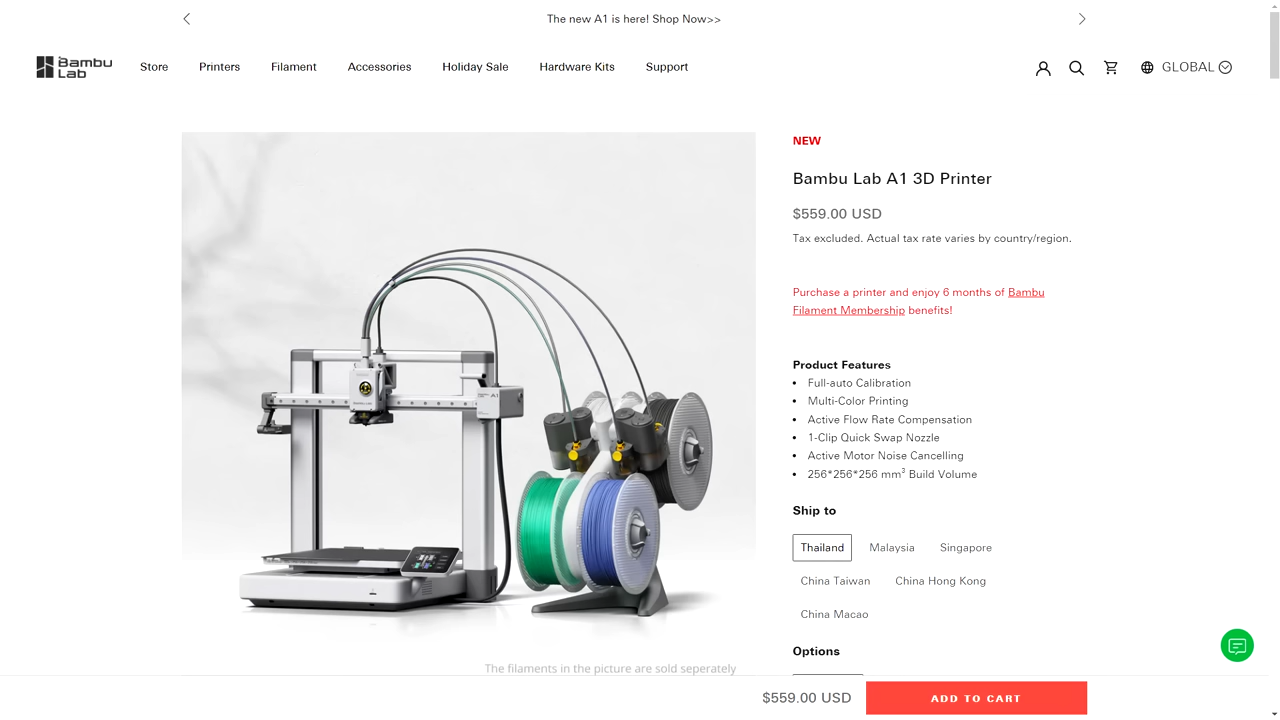 The new A1 is here! Shop Now>>
Bambu
Lab
Store
Printers
Filament
Accessories
Holiday Sale
Hardware Kits
Support
GLOBAL
NEW
Bambu Lab A1 3D Printer
$559.00 USD
Tax excluded. Actual tax rate varies by country/region.
Purchase a printer and enjoy 6 months of Bambu
Filament Membership benefits!
Product Features
• Full-auto Calibration
• Multi-Color Printing
• Active Flow Rate Compensation
• 1-Clip Quick Swap Nozzle
• Active Motor Noise Cancelling
• 256*256*256 mm³ Build Volume
Ship to
Thailand
Malaysia
Singapore
China Taiwan
China Hong Kong
China Macao
Options
A1
The filaments in the picture are sold seperately
$559.00 USD
ADD TO CART